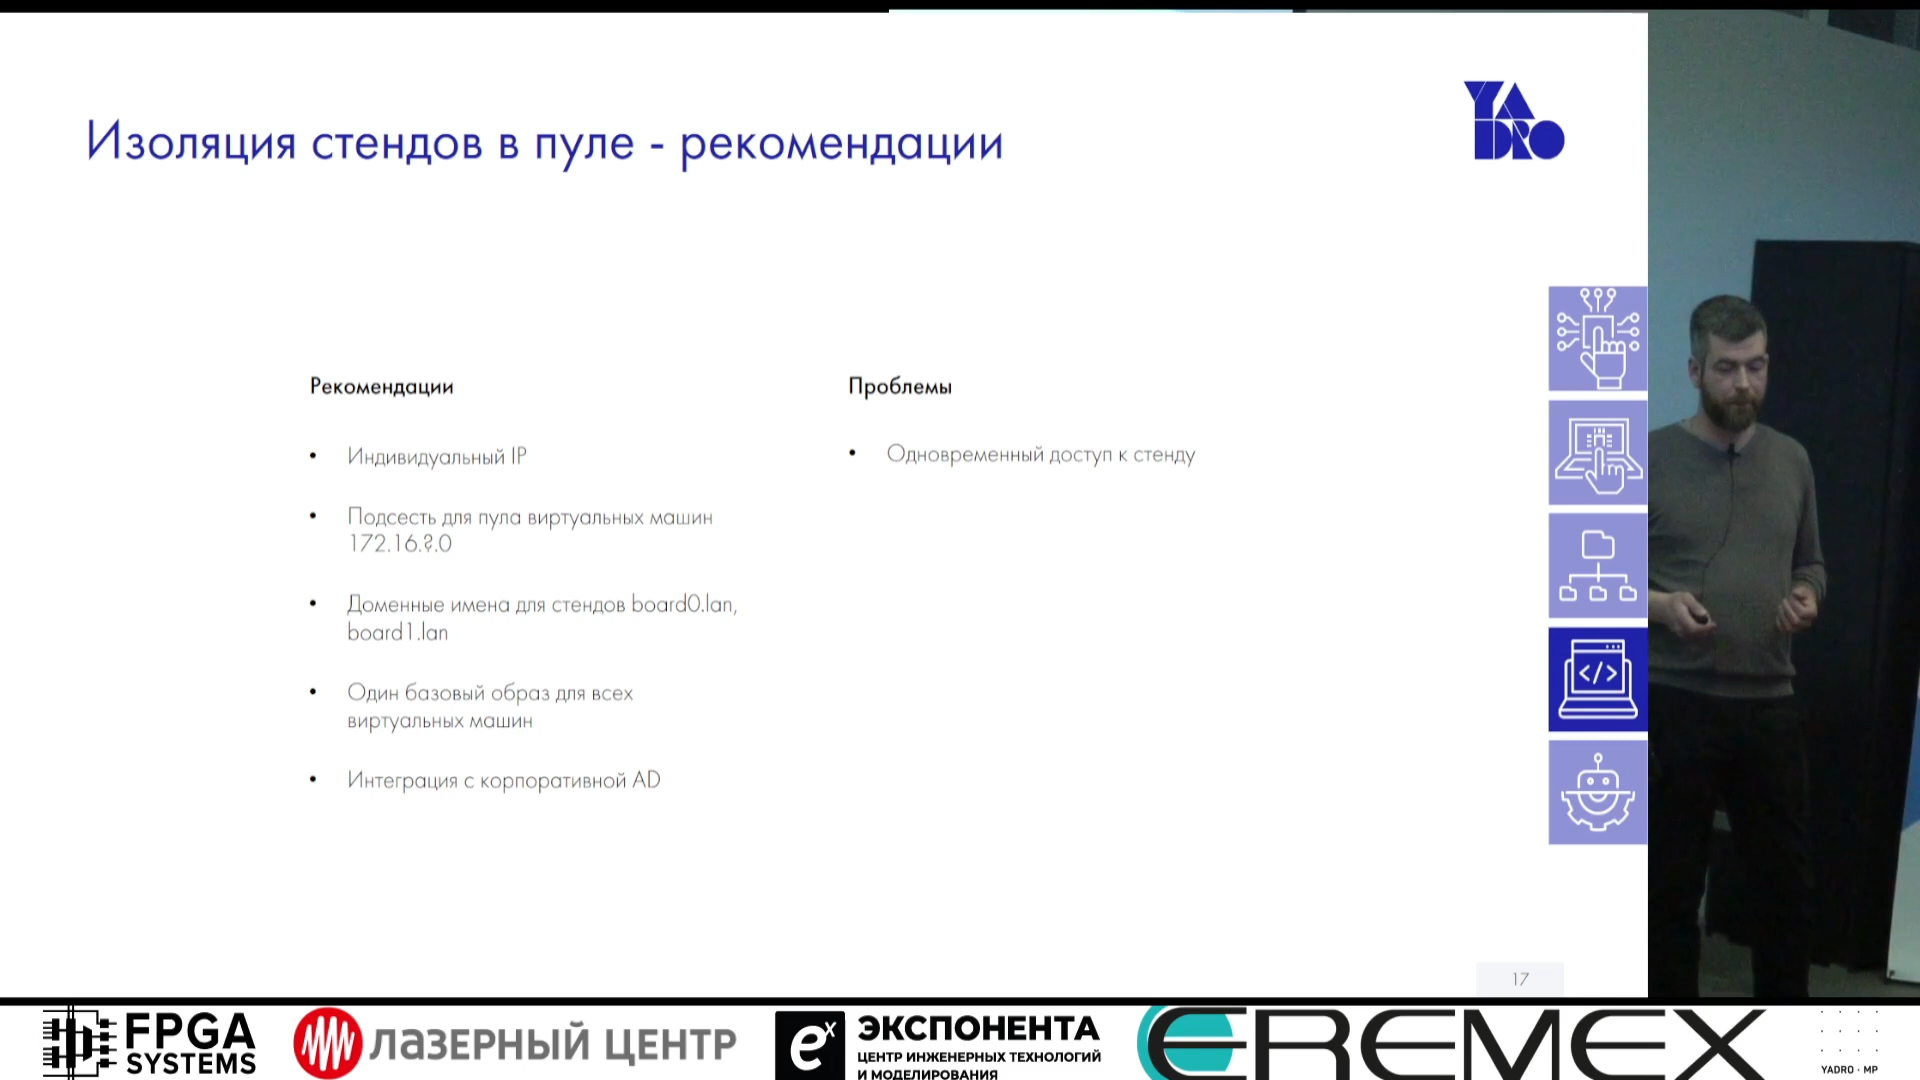 YADRO
Изоляция стендов в пуле - рекомендации
Рекомендации
• Индивидуальный IP
• Подсесть для пула виртуальных машин
172.16.?.0
• Доменные имена для стендов board0.lan,
board1.lan
• Один базовый образ для всех
виртуальных машин
• Интеграция с корпоративной AD
Проблемы
• Одновременный доступ к стенду
</>
17
FPGA
SYSTEMS
ЛАЗЕРНЫЙ ЦЕНТР
ex
ЭКСПОНЕНТА
ЦЕНТР ИНЖЕНЕРНЫХ ТЕХНОЛОГИЙ
И МОДЕЛИРОВАНИЯ
EREMEX
YADRO · MP